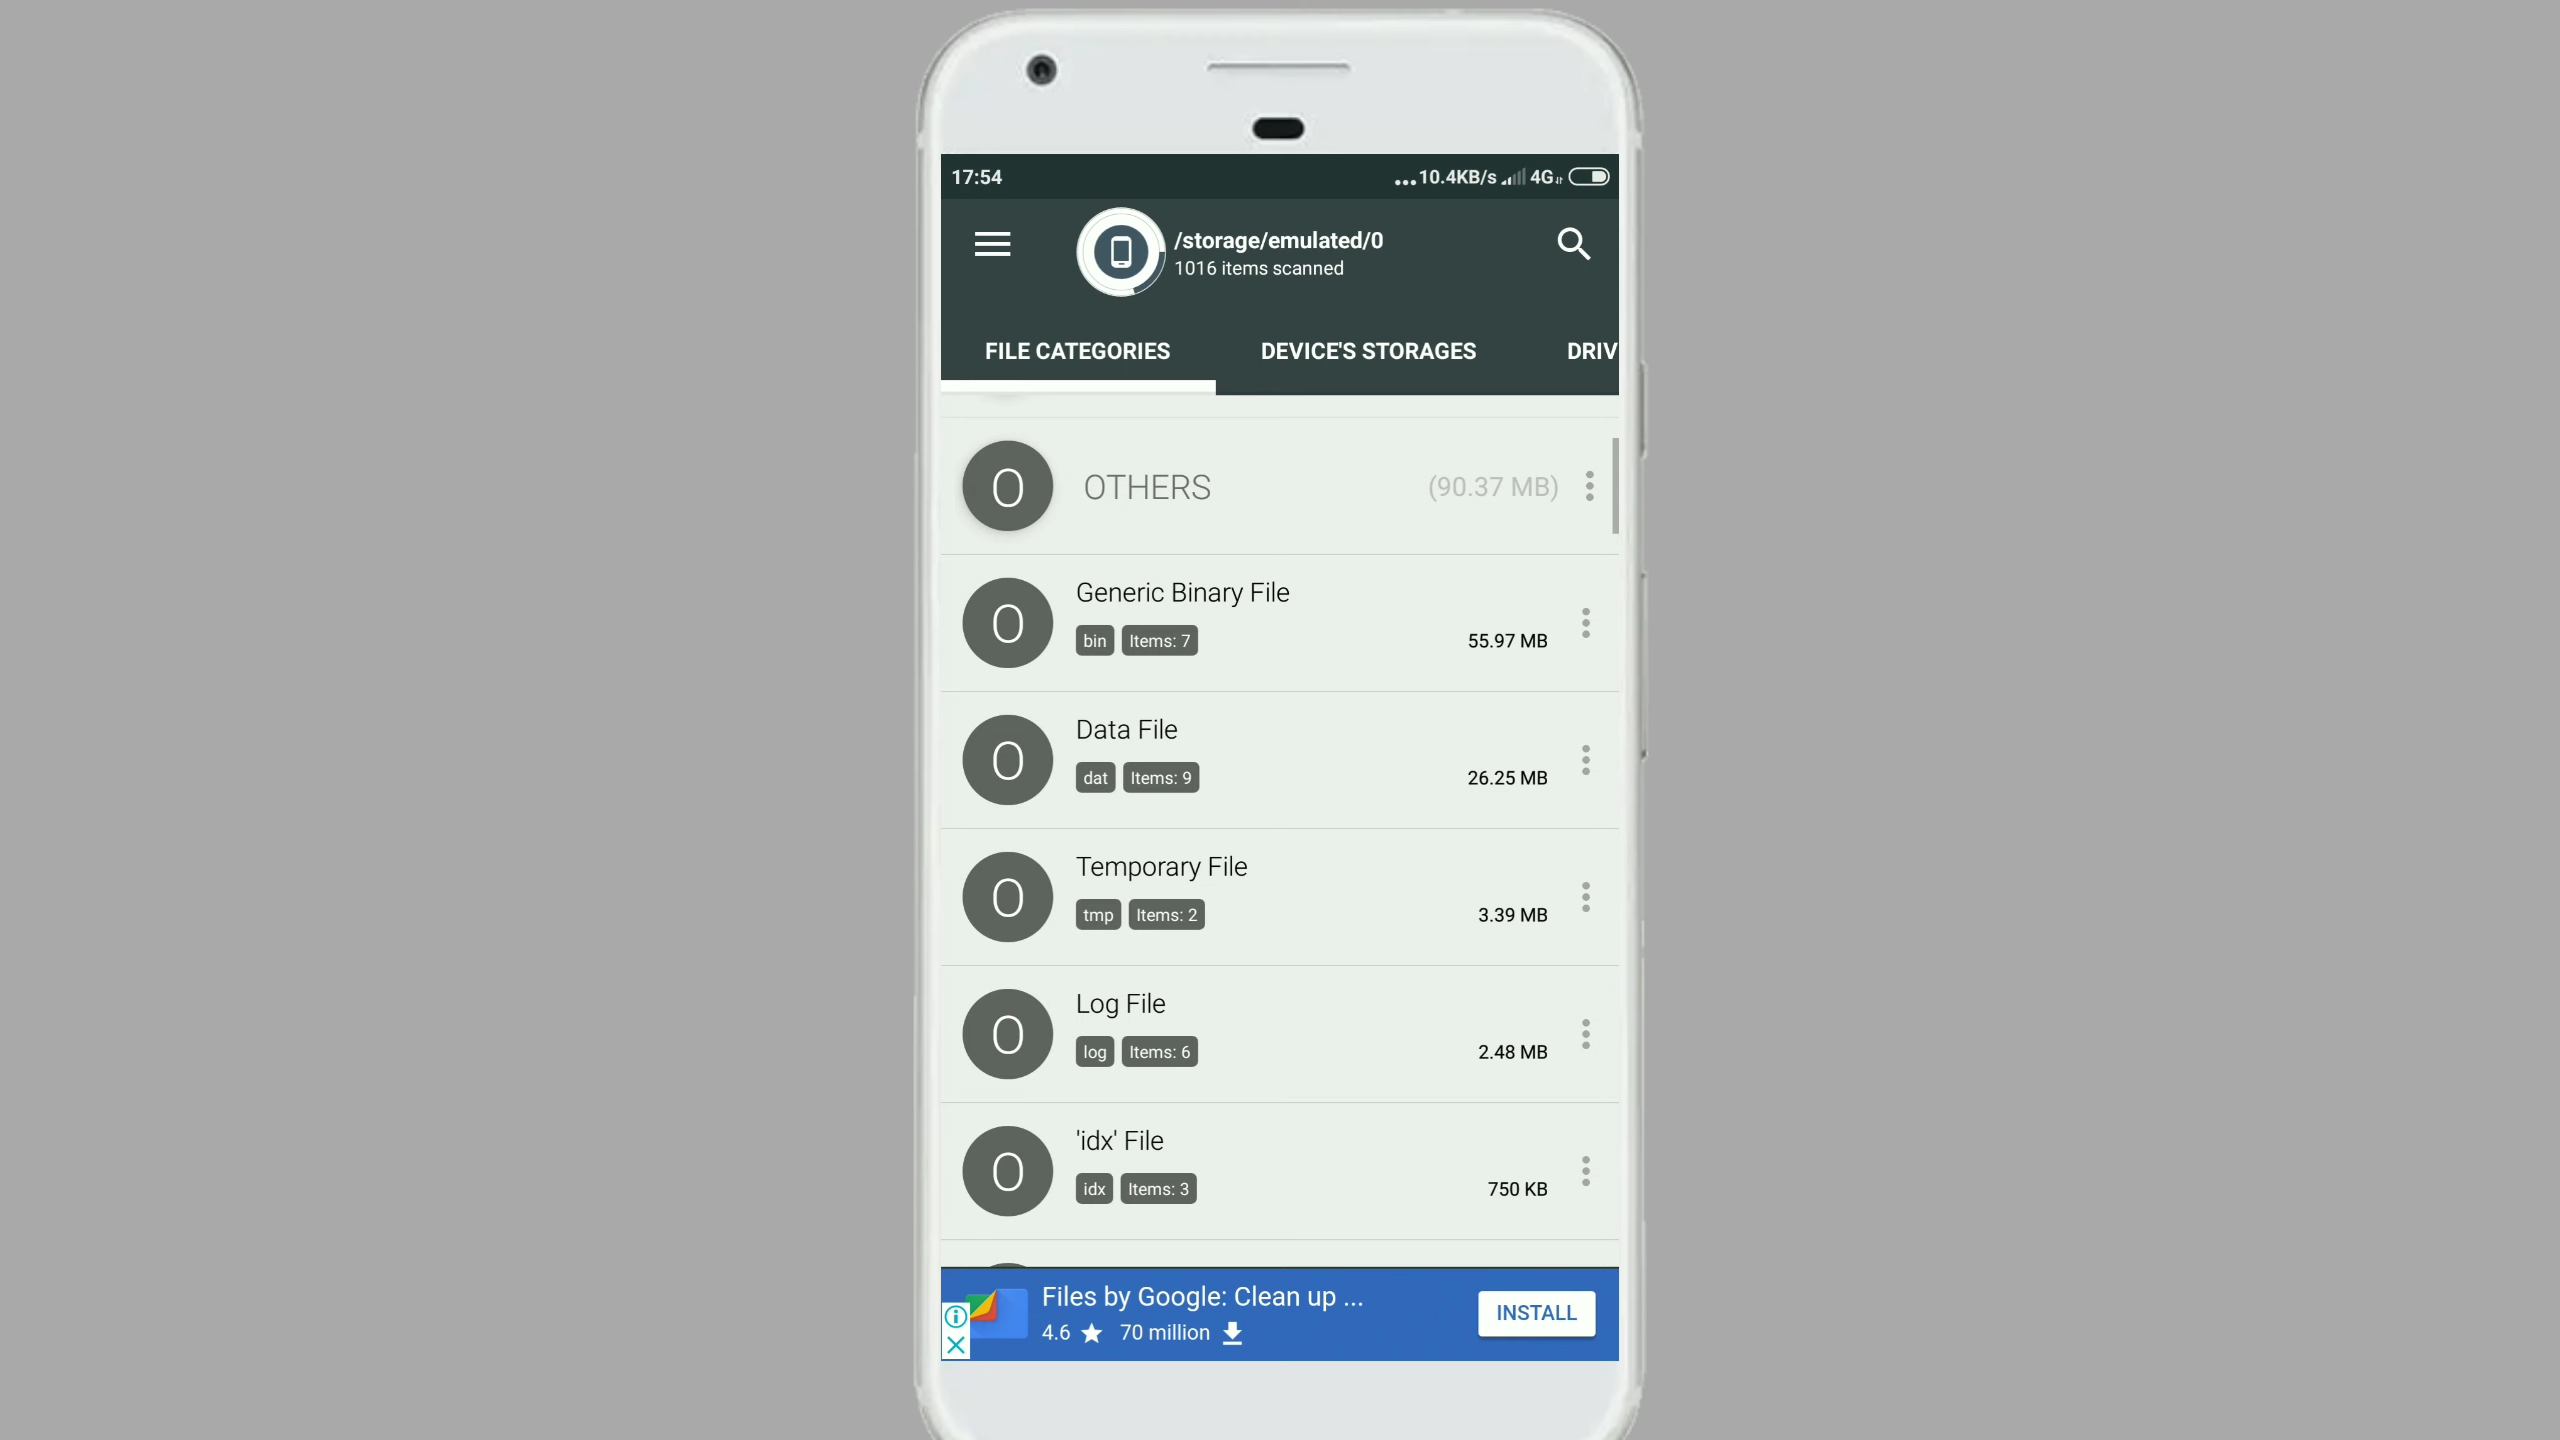 17:54
...10.4KB/s 4G
/storage/emulated/0
1016 items scanned
FILE CATEGORIES DEVICE'S STORAGES DRIV
O OTHERS (90.37 MB)
O Generic Binary File
bin Items: 7 55.97 MB
O Data File
dat Items: 9 26.25 MB
O Temporary File
tmp Items: 2 3.39 MB
O Log File
log Items: 6 2.48 MB
O 'idx' File
idx Items: 3 750 KB
Files by Google: Clean up ...
4.6 70 million
INSTALL